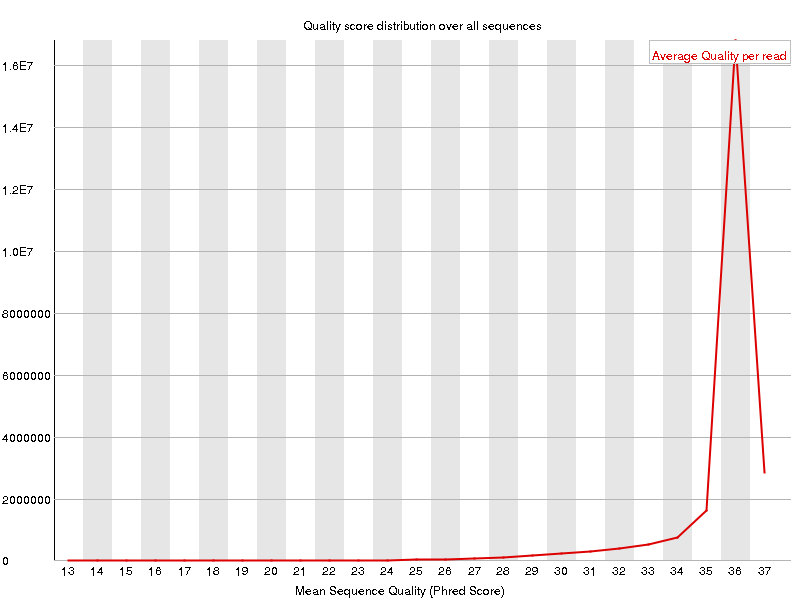 Quality score distribution over all sequences
Average Quality per read
1.6E7
1.4E7
1.2E7
1.0E7
8000000
6000000
4000000
2000000
0
13 14 15 16 17 18 19 20 21 22 23 24 25 26 27 28 29 30 31 32 33 34 35 36 37
Mean Sequence Quality (Phred Score)